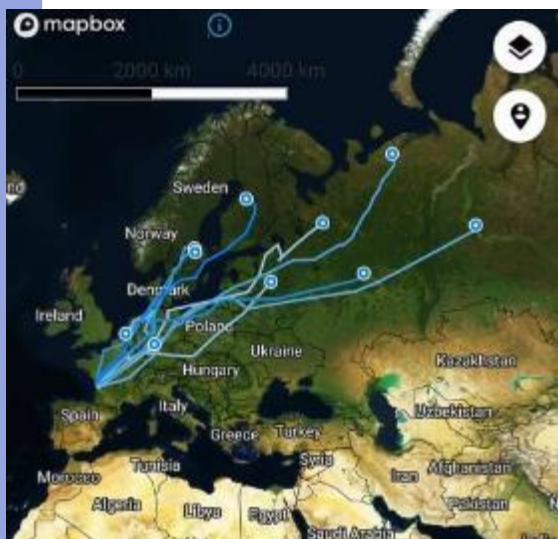 mapbox
0 2000 km 4000 km
Sweden
Norway
Denmark
Ireland
Poland
Ukraine
Hungary
Kazakhstan
Spain
Italy
Uzbekistan
Greece Turkey
Syria
Iran
Afghanistan
Morocco
Tunisia
Algeria
Libya
Egypt
Pakistan
Saudi Arabia